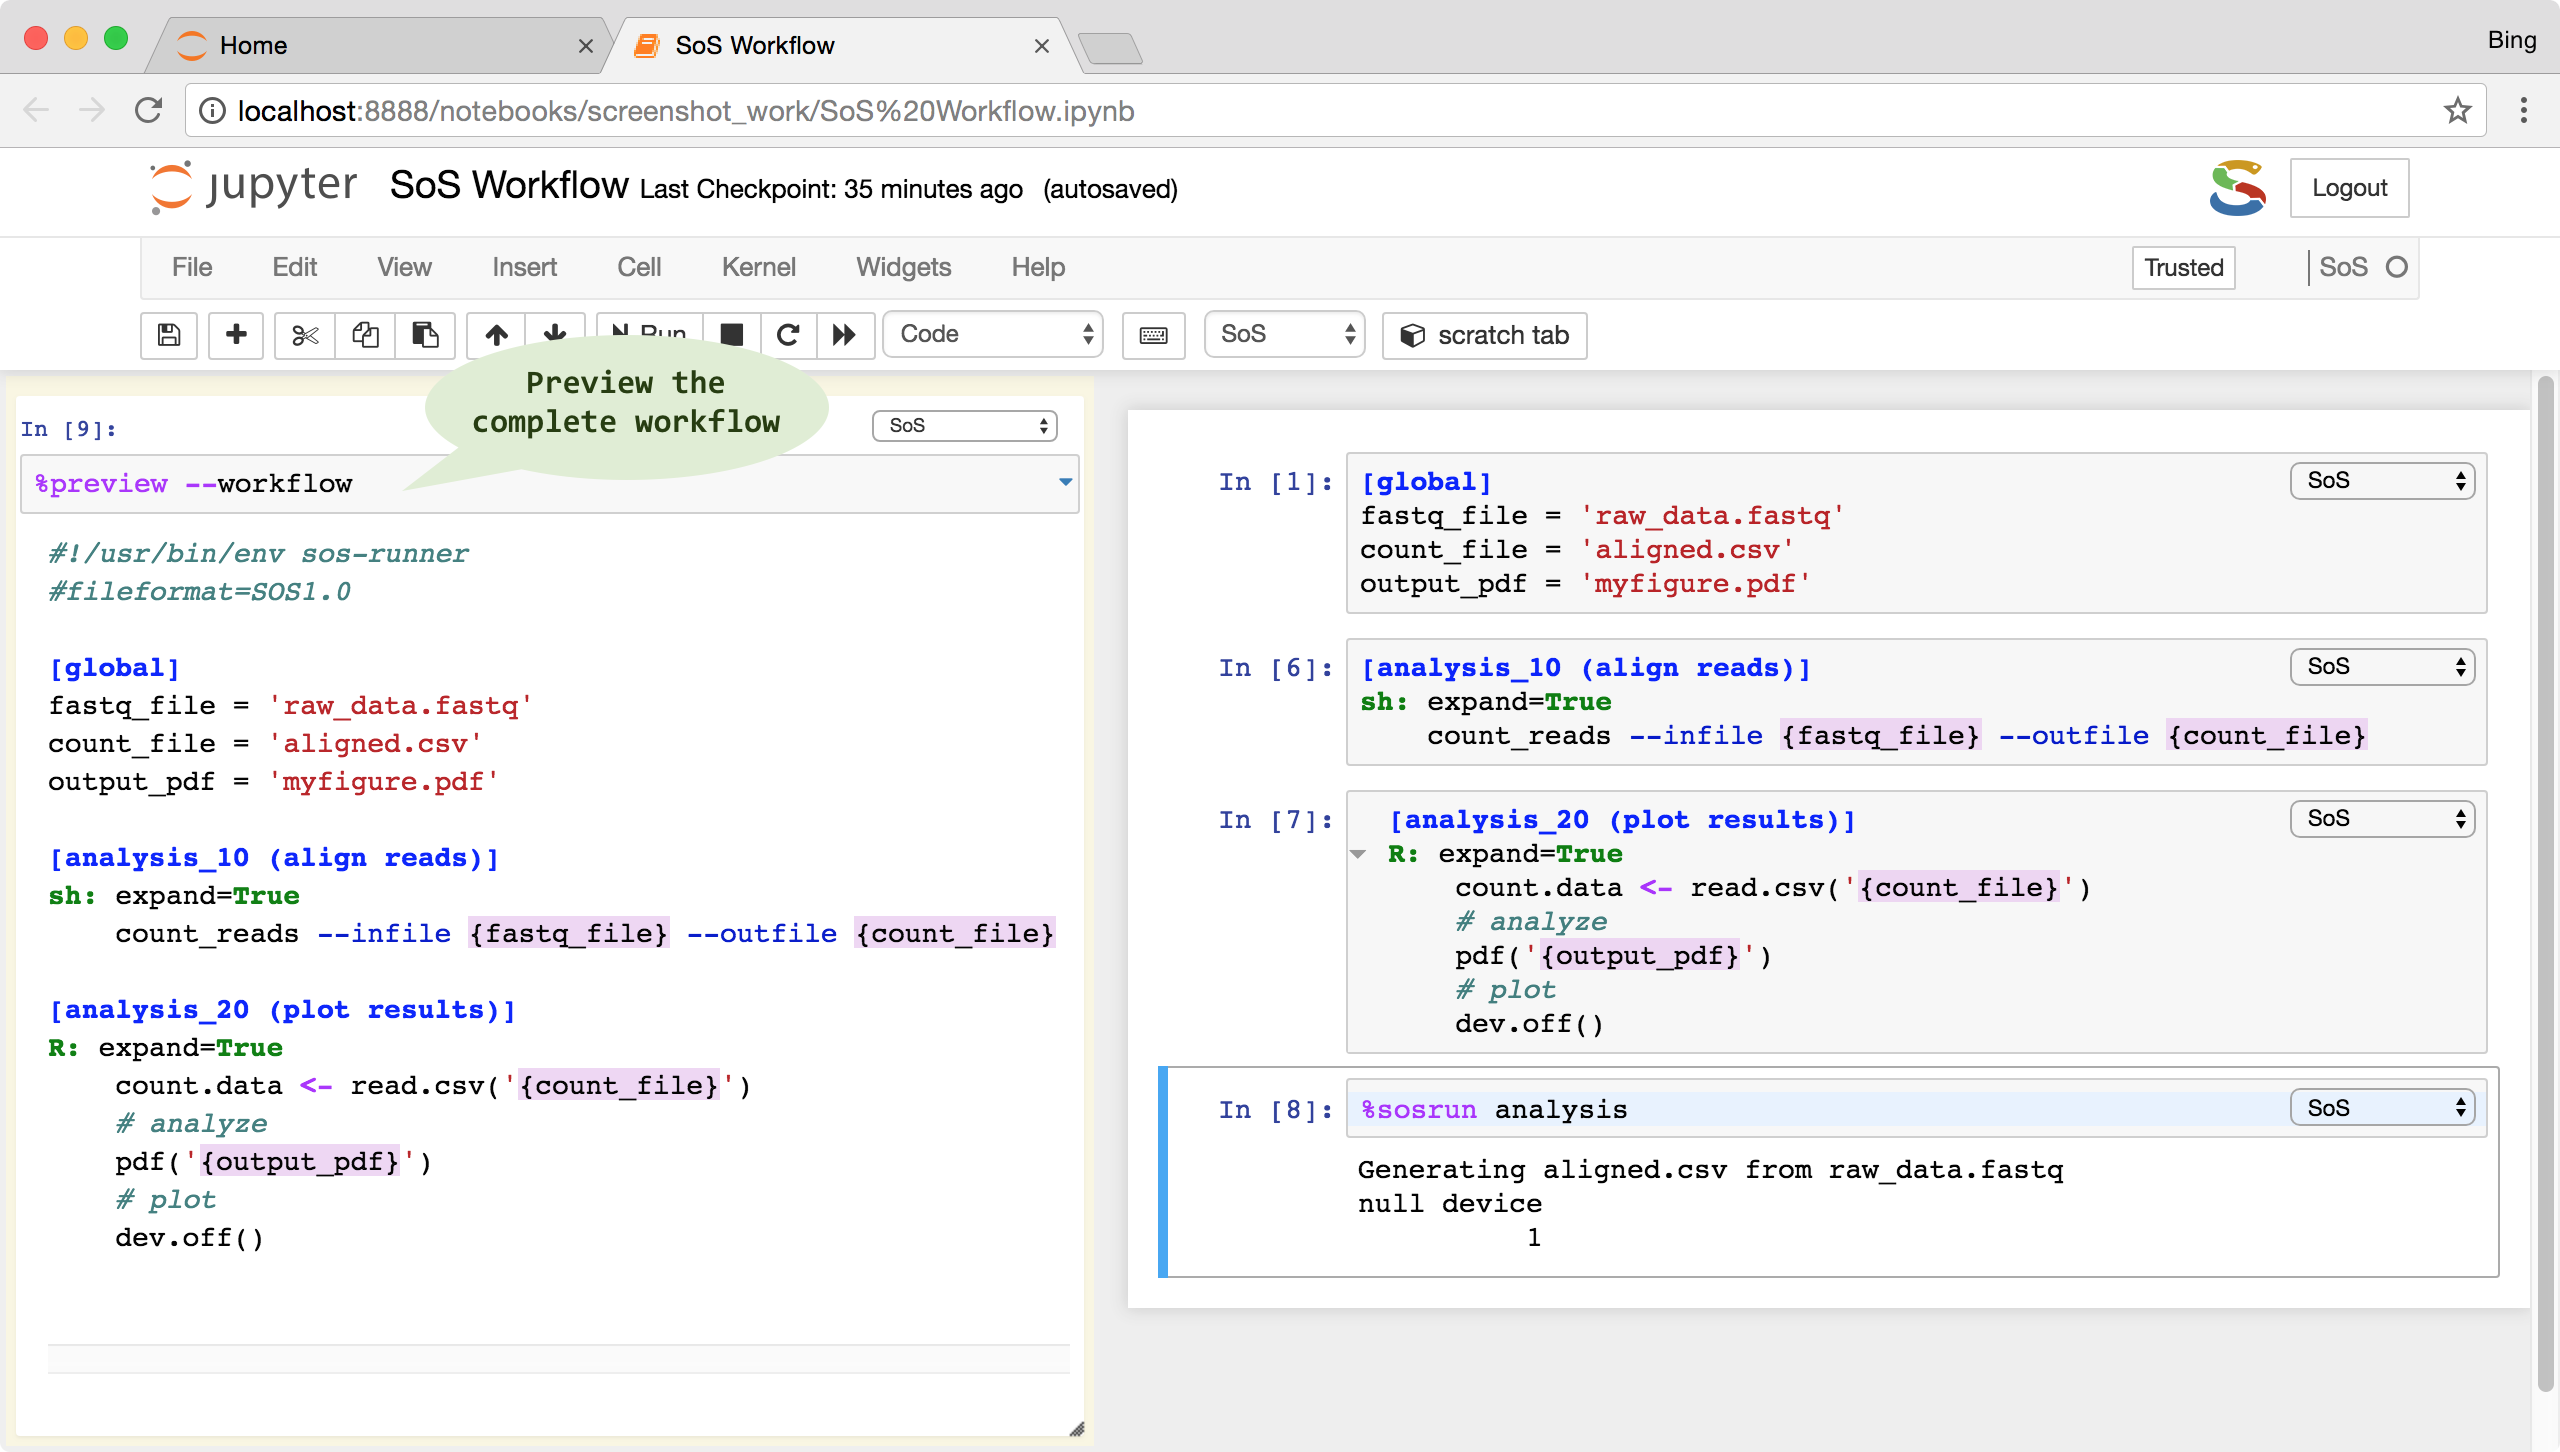 Home
SoS Workflow
Bing
localhost:8888/notebooks/screenshot_work/SoS%20Workflow.ipynb
jupyter SoS Workflow Last Checkpoint: 35 minutes ago (autosaved)
Logout
File Edit View Insert Cell Kernel Widgets Help
Trusted
SoS
Run
Code
SoS
scratch tab
Preview the
complete workflow
In [9]:
SoS
%preview --workflow
#!/usr/bin/env sos-runner
#fileformat=SOS1.0
[global]
fastq_file = 'raw_data.fastq'
count_file = 'aligned.csv'
output_pdf = 'myfigure.pdf'
[analysis_10 (align reads)]
sh: expand=True
    count_reads --infile {fastq_file} --outfile {count_file}
[analysis_20 (plot results)]
R: expand=True
    count.data <- read.csv('{count_file}')
    # analyze
    pdf('{output_pdf}')
    # plot
    dev.off()
In [1]:
SoS
[global]
fastq_file = 'raw_data.fastq'
count_file = 'aligned.csv'
output_pdf = 'myfigure.pdf'
In [6]:
SoS
[analysis_10 (align reads)]
sh: expand=True
    count_reads --infile {fastq_file} --outfile {count_file}
In [7]:
SoS
[analysis_20 (plot results)]
R: expand=True
    count.data <- read.csv('{count_file}')
    # analyze
    pdf('{output_pdf}')
    # plot
    dev.off()
In [8]:
SoS
%sosrun analysis
Generating aligned.csv from raw_data.fastq
null device
          1